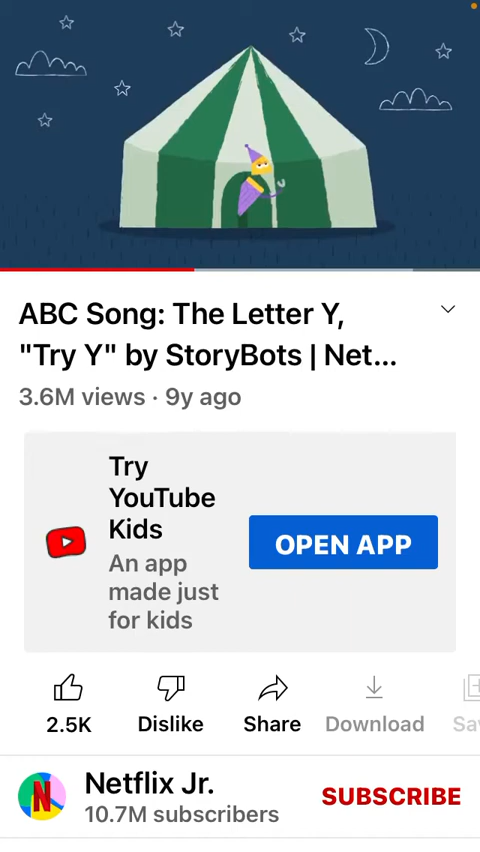 ABC Song: The Letter Y,
"Try Y" by StoryBots | Net...
3.6M views · 9y ago
Try
YouTube
Kids
An app
made just
for kids
OPEN APP
2.5K
Dislike
Share
Download
Sa
N
Netflix Jr.
10.7M subscribers
SUBSCRIBE